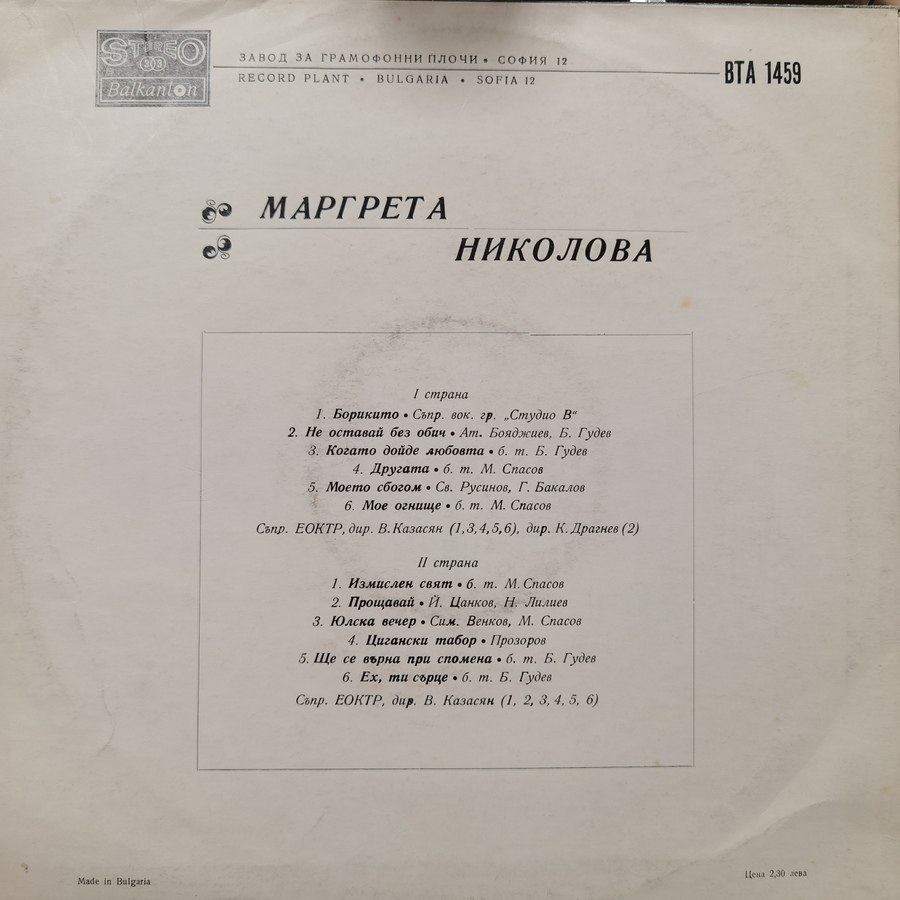 STEREO
303
Balkanton
ЗАВОД ЗА ГРАМОФОННИ ПЛОЧИ • СОФИЯ 12
RECORD PLANT • BULGARIA • SOFIA 12
ВТА 1459
МАРГРЕТА
НИКОЛОВА
I страна
1. Борикито • Съпр. вок. гр. „Студио В“
2. Не оставай без обич • Ат. Бояджиев, Б. Гудев
3. Когато дойде любовта • б. т. Б. Гудев
4. Другата • б. т. М. Спасов
5. Моето сбогом • Св. Русинов, Г. Бакалов
6. Мое огнище • б. т. М. Спасов
Съпр. ЕОКТР, дир. В. Казасян (1,3,4,5,6), дир. К. Драгнев (2)
II страна
1. Измислен свят • б. т. М. Спасов
2. Прощавай • Й. Цанков, Н. Лилиев
3. Юлска вечер • Сим. Венков, М. Спасов
4. Цигански табор • Прозоров
5. Ще се върна при спомена • б. т. Б. Гудев
6. Ех, ти сърце • б. т. Б. Гудев
Съпр. ЕОКТР, дир. В. Казасян (1, 2, 3, 4, 5, 6)
Made in Bulgaria
Цена 2,30 лева